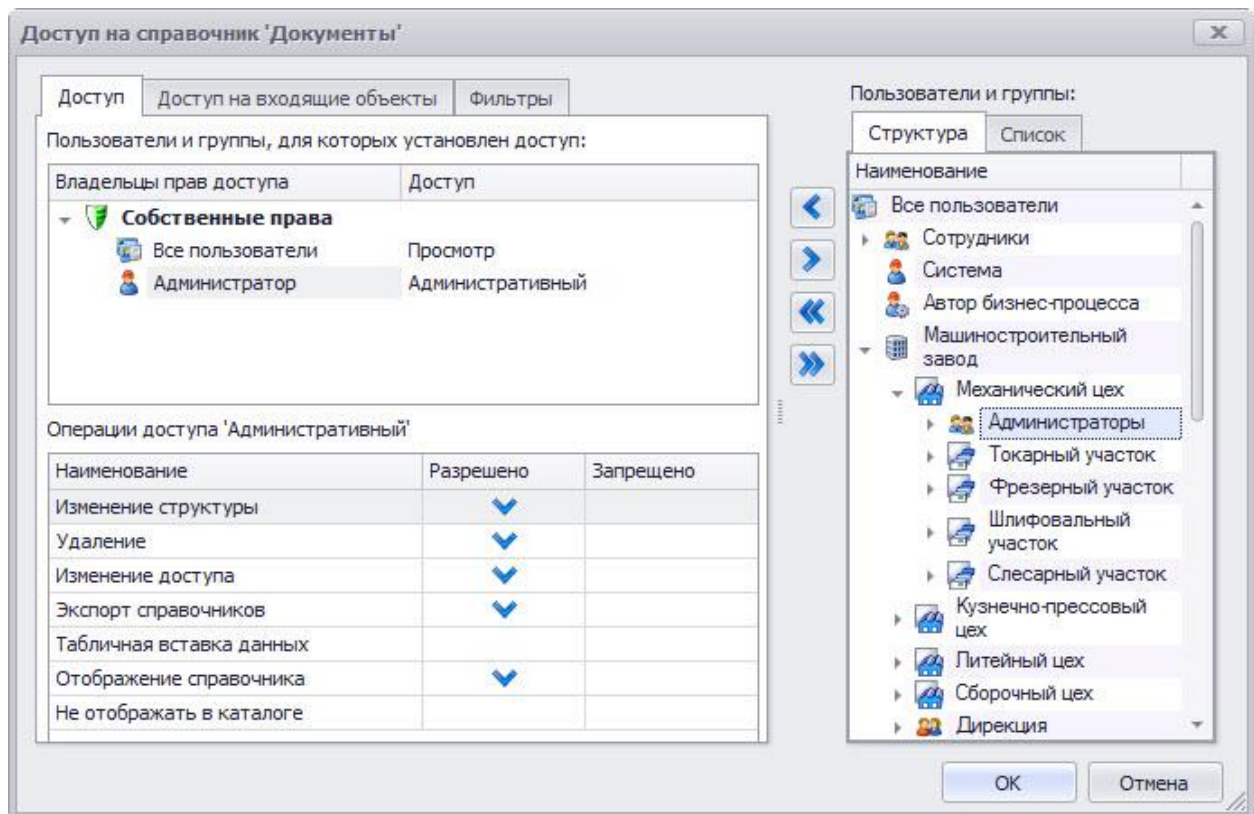 Доступ на справочник 'Документы'
Доступ
Доступ на входящие объекты
Фильтры
Пользователи и группы, для которых установлен доступ:
Владельцы прав доступа Доступ
Собственные права
Все пользователи Просмотр
Администратор Административный
Операции доступа 'Административный'
Наименование Разрешено Запрещено
Изменение структуры
Удаление
Изменение доступа
Экспорт справочников
Табличная вставка данных
Отображение справочника
Не отображать в каталоге
Пользователи и группы:
Структура
Список
Наименование
Все пользователи
Сотрудники
Система
Автор бизнес-процесса
Машиностроительный
завод
Механический цех
Администраторы
Токарный участок
Фрезерный участок
Шлифовальный
участок
Слесарный участок
Кузнечно-прессовый
цех
Литейный цех
Сборочный цех
Дирекция
OK
Отмена